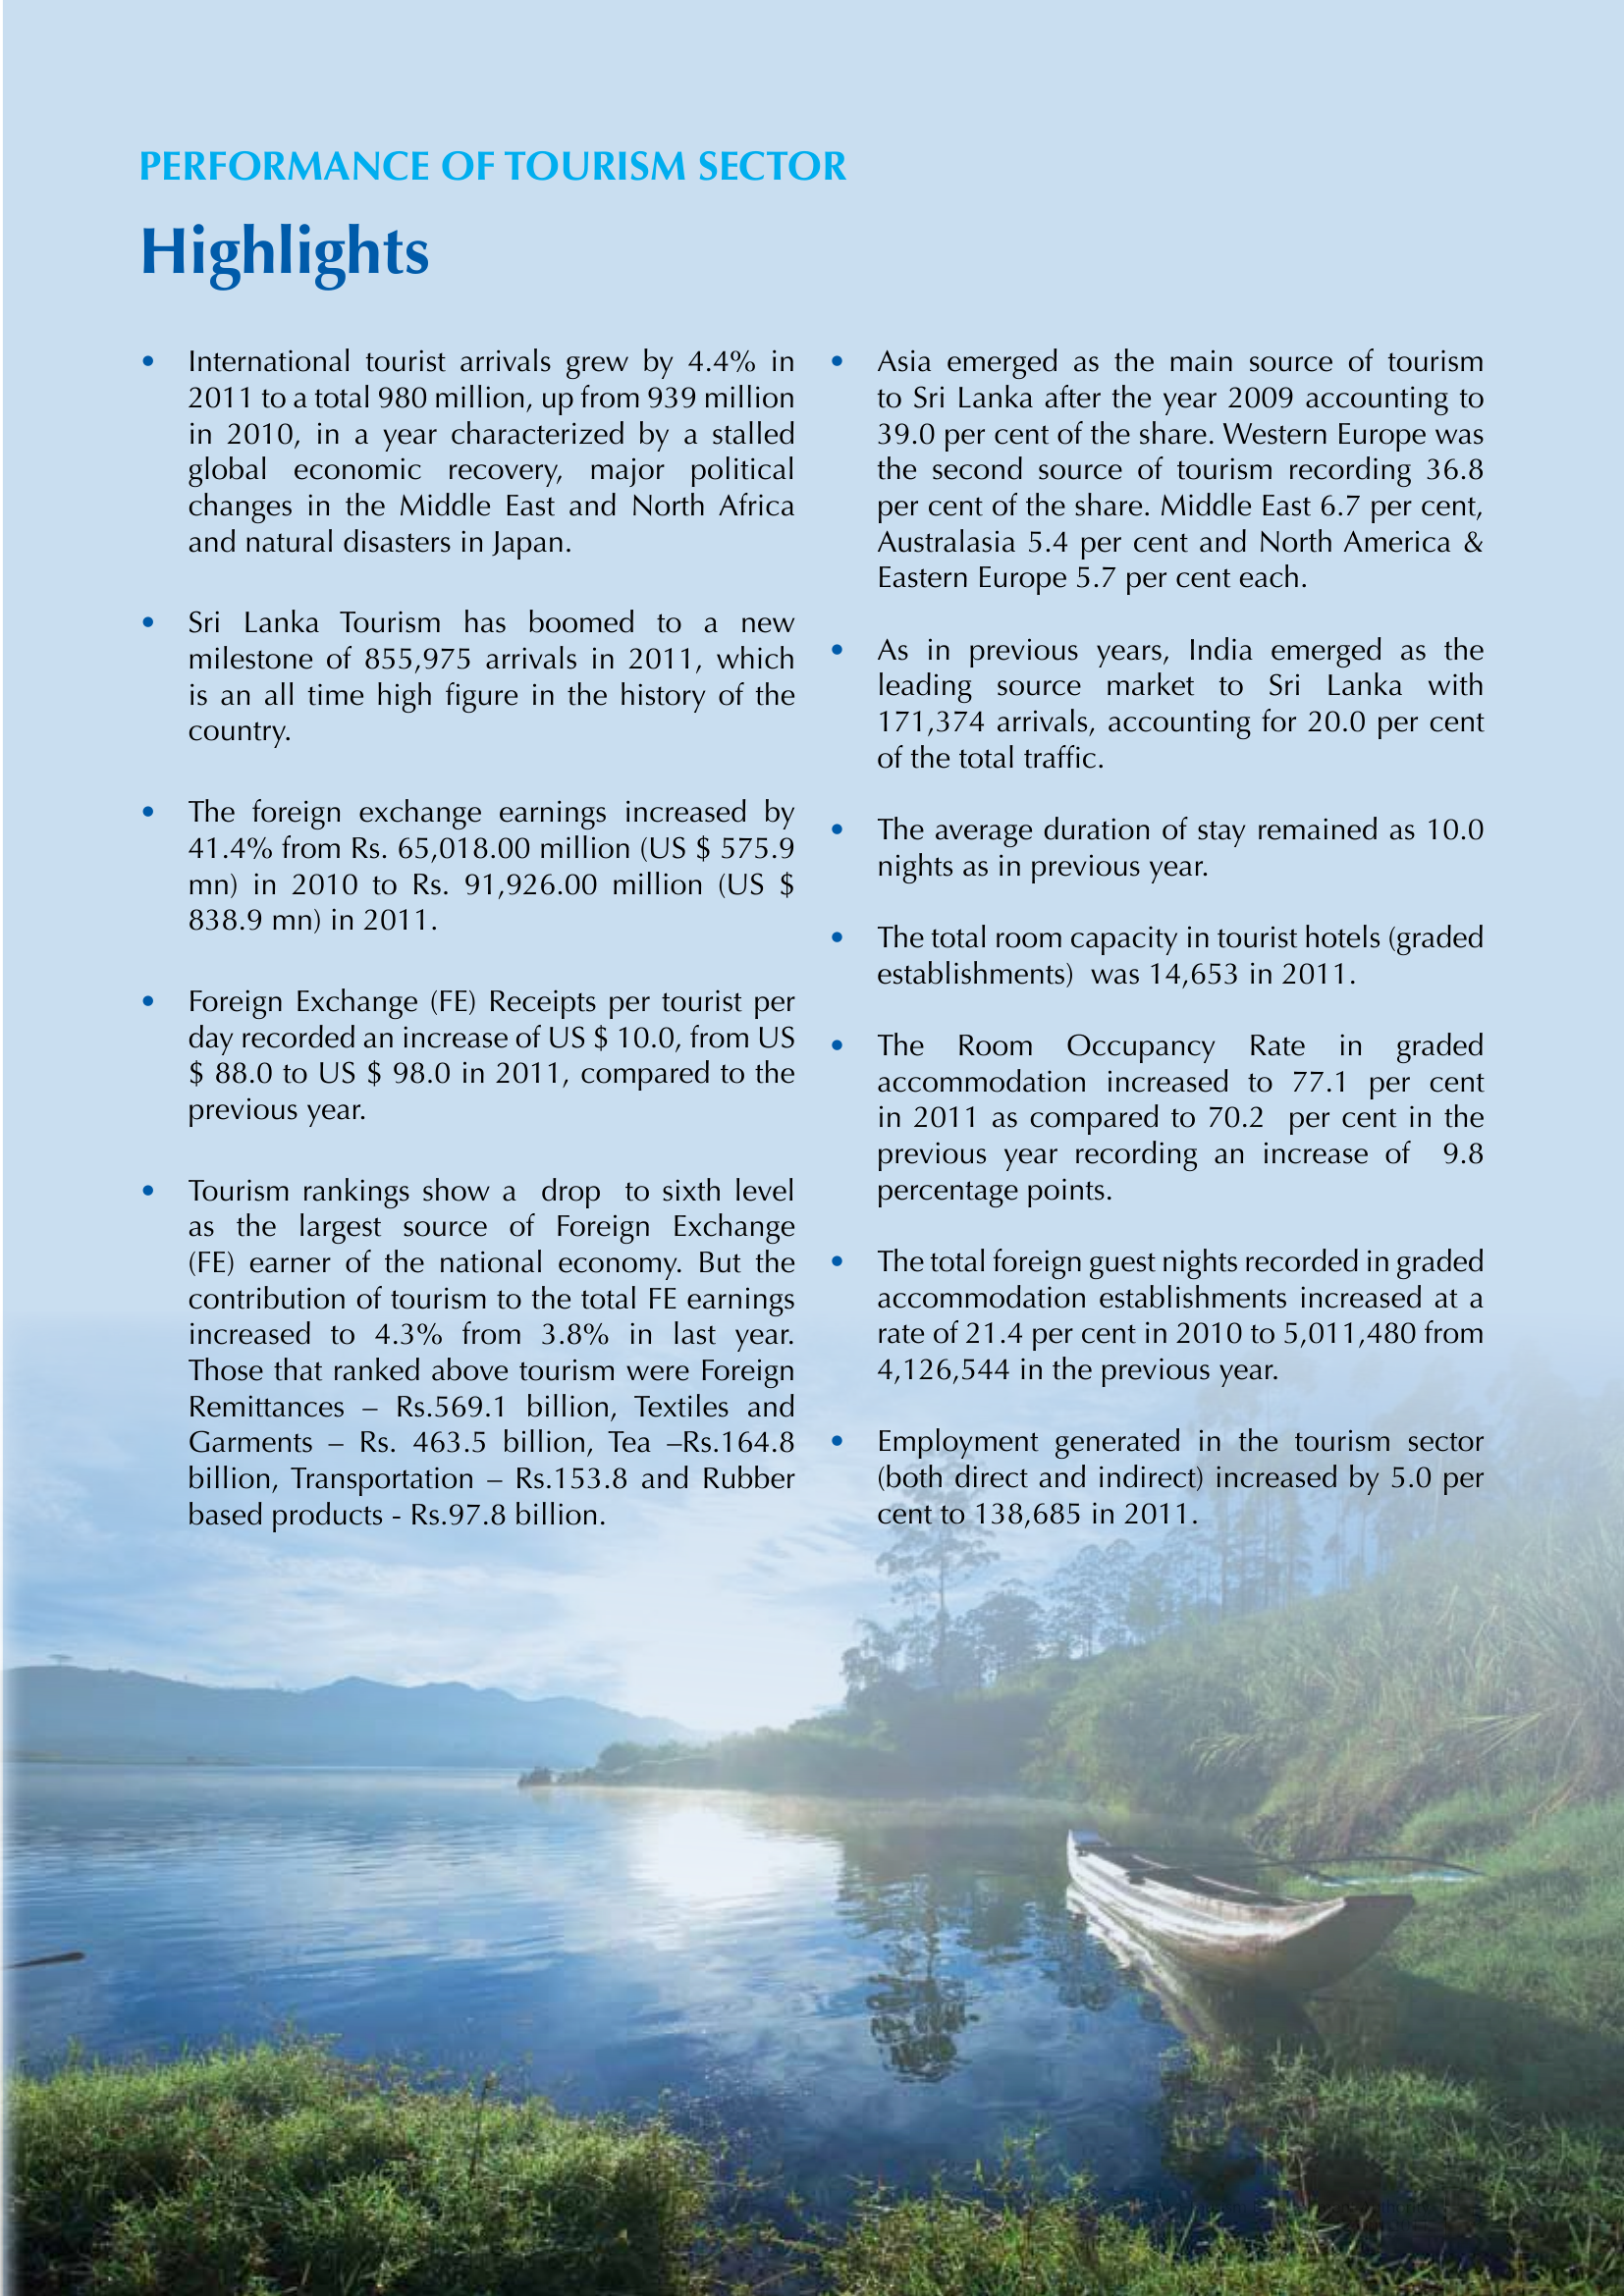 PERFORMANCE OF TOURISM SECTOR
Highlights
• International tourist arrivals grew by 4.4% in
2011 to a total 980 million, up from 939 million
in 2010, in a year characterized by a stalled
global economic recovery, major political
changes in the Middle East and North Africa
and natural disasters in Japan.
• Sri Lanka Tourism has boomed to a new
milestone of 855,975 arrivals in 2011, which
is an all time high figure in the history of the
country.
• The foreign exchange earnings increased by
41.4% from Rs. 65,018.00 million (US $ 575.9
mn) in 2010 to Rs. 91,926.00 million (US $
838.9 mn) in 2011.
• Foreign Exchange (FE) Receipts per tourist per
day recorded an increase of US $ 10.0, from US
$ 88.0 to US $ 98.0 in 2011, compared to the
previous year.
• Tourism rankings show a drop to sixth level
as the largest source of Foreign Exchange
(FE) earner of the national economy. But the
contribution of tourism to the total FE earnings
increased to 4.3% from 3.8% in last year.
Those that ranked above tourism were Foreign
Remittances – Rs.569.1 billion, Textiles and
Garments – Rs. 463.5 billion, Tea –Rs.164.8
billion, Transportation – Rs.153.8 and Rubber
based products - Rs.97.8 billion.
• Asia emerged as the main source of tourism
to Sri Lanka after the year 2009 accounting to
39.0 per cent of the share. Western Europe was
the second source of tourism recording 36.8
per cent of the share. Middle East 6.7 per cent,
Australasia 5.4 per cent and North America &
Eastern Europe 5.7 per cent each.
• As in previous years, India emerged as the
leading source market to Sri Lanka with
171,374 arrivals, accounting for 20.0 per cent
of the total traffic.
• The average duration of stay remained as 10.0
nights as in previous year.
• The total room capacity in tourist hotels (graded
establishments) was 14,653 in 2011.
• The Room Occupancy Rate in graded
accommodation increased to 77.1 per cent
in 2011 as compared to 70.2 per cent in the
previous year recording an increase of 9.8
percentage points.
• The total foreign guest nights recorded in graded
accommodation establishments increased at a
rate of 21.4 per cent in 2010 to 5,011,480 from
4,126,544 in the previous year.
• Employment generated in the tourism sector
(both direct and indirect) increased by 5.0 per
cent to 138,685 in 2011.